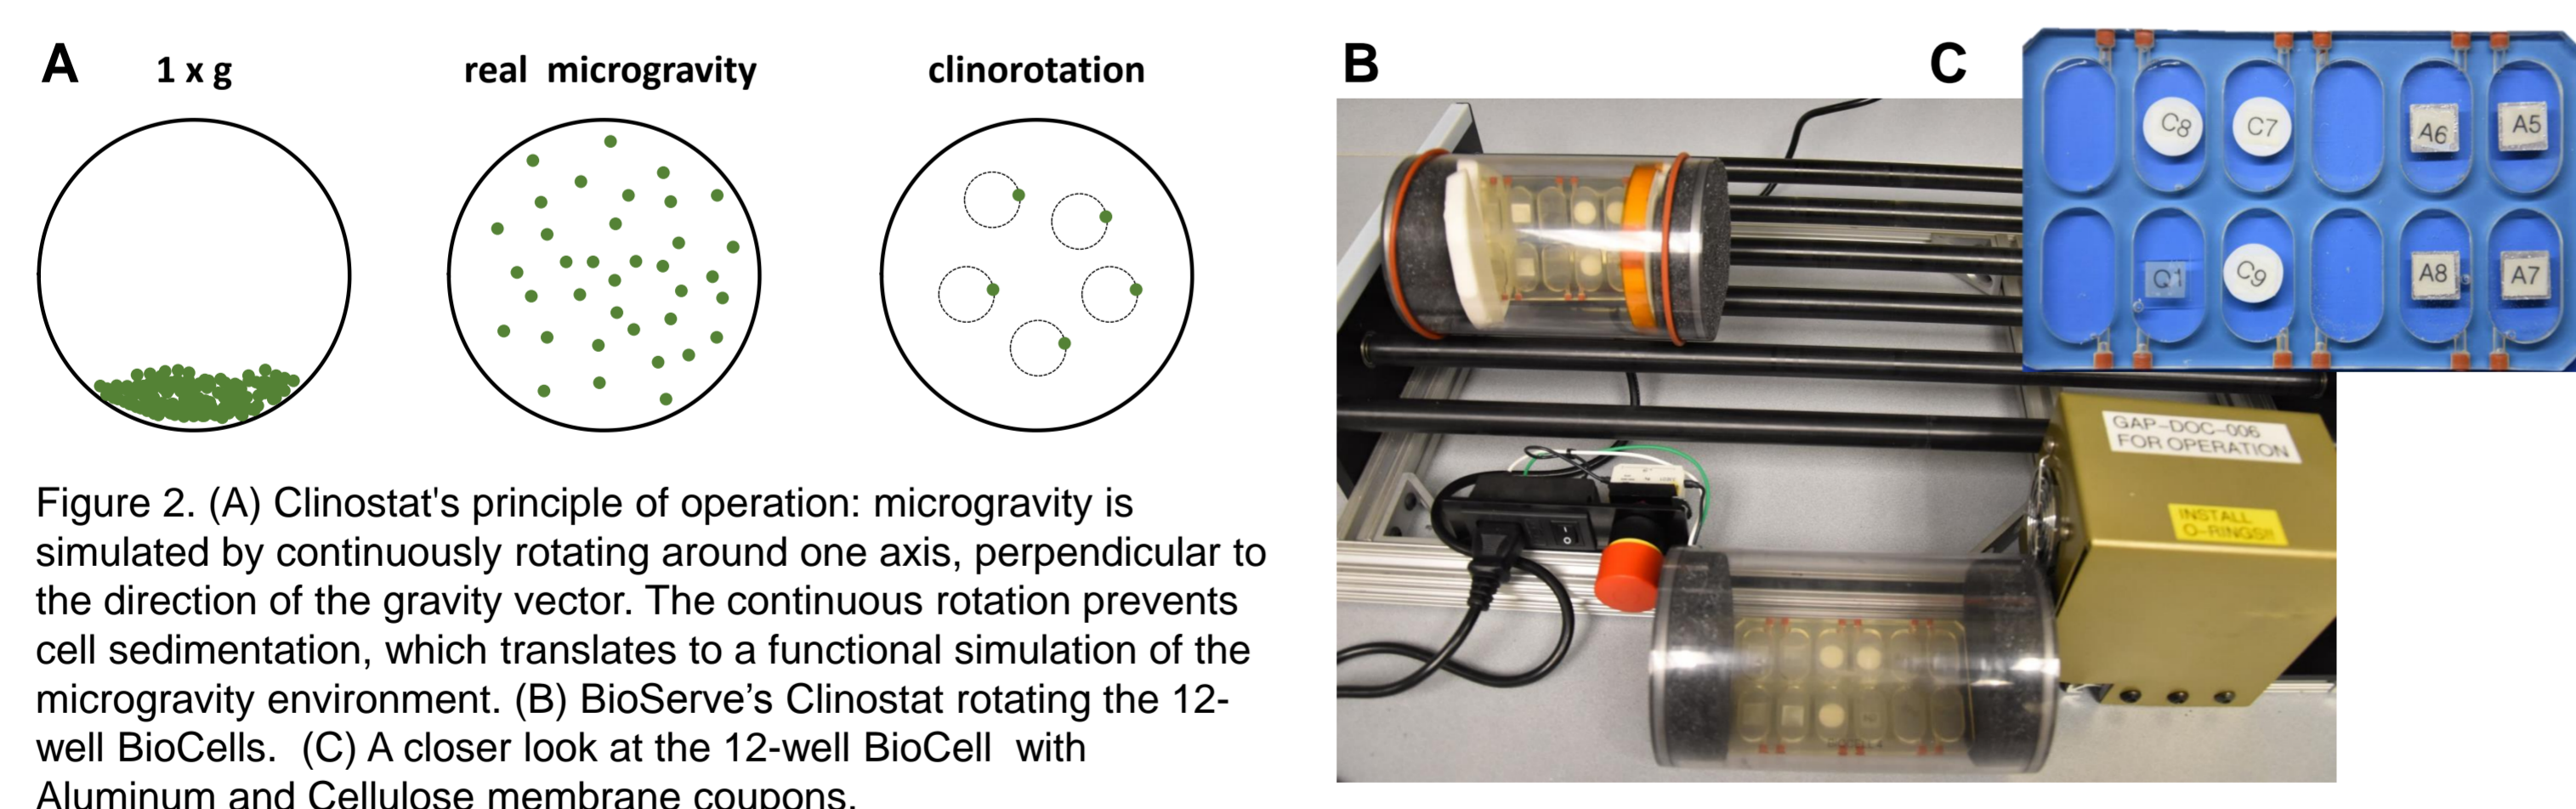 A
1 x g
real microgravity
clinorotation
Figure 2. (A) Clinostat's principle of operation: microgravity is
simulated by continuously rotating around one axis, perpendicular to
the direction of the gravity vector. The continuous rotation prevents
cell sedimentation, which translates to a functional simulation of the
microgravity environment. (B) BioServe’s Clinostat rotating the 12-
well BioCells. (C) A closer look at the 12-well BioCell with
Aluminum and Cellulose membrane coupons.
B
GAP-DOC-006
FOR OPERATION
INSTALL
O-RINGS!!
C
C8
C7
A6
A5
Q1
C9
A8
A7